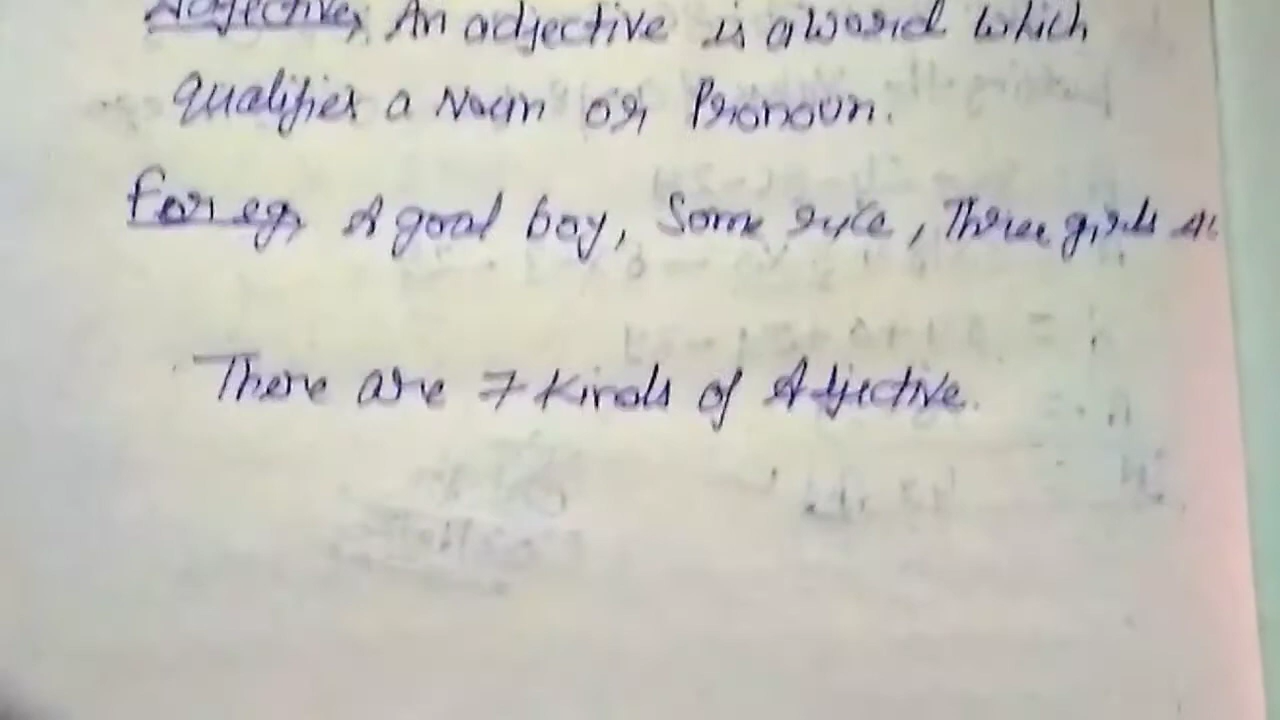 Adjective, An adjective is a word which
qualifies a Noun or Pronoun.
For eg, A good boy, Some rice, Three girls
There are 7 Kinds of Adjective.